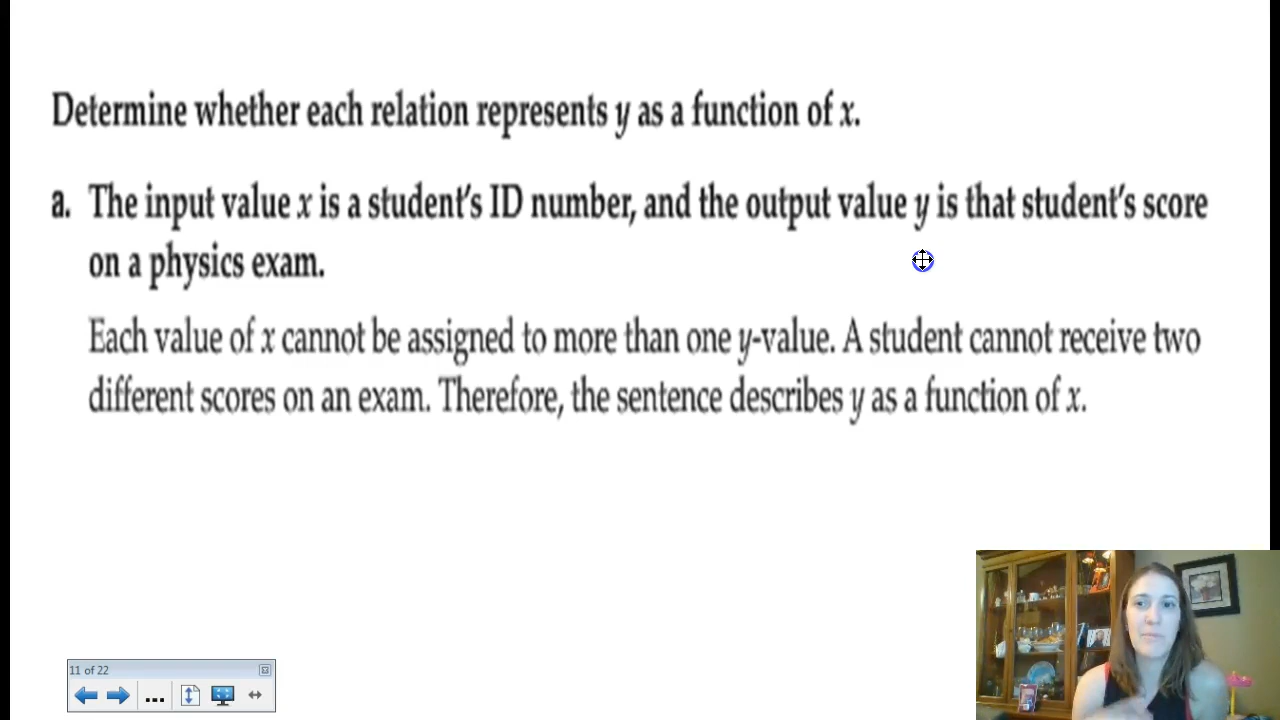 Determine whether each relation represents y as a function of x.
a. The input value x is a student's ID number, and the output value y is that student's score
on a physics exam.
Each value of x cannot be assigned to more than one y-value. A student cannot receive two
different scores on an exam. Therefore, the sentence describes y as a function of x.
11 of 22